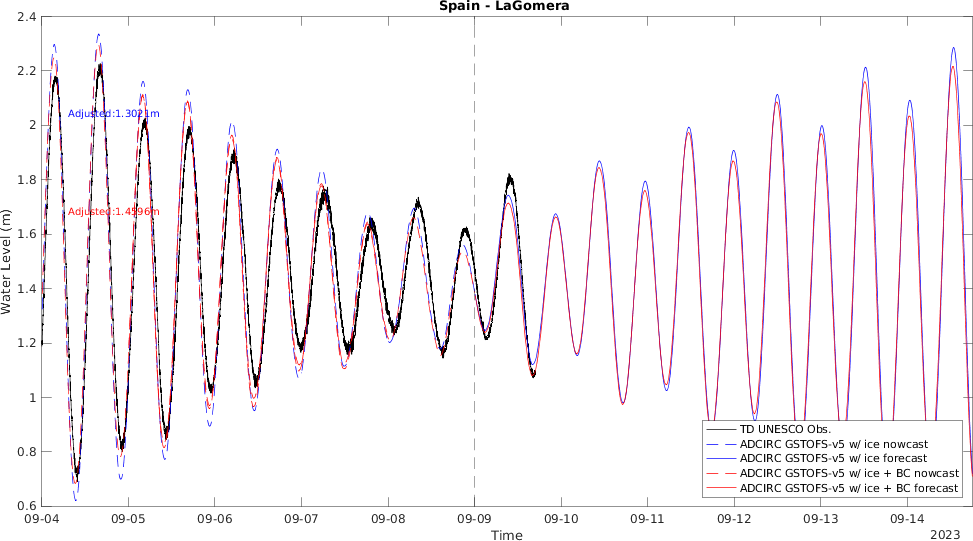 Spain - LaGomera
2.4
2.2
2
1.8
1.6
1.4
1.2
1
0.8
0.6
Water Level (m)
Adjusted:1.3021m
Adjusted:1.4596m
TD UNESCO Obs.
ADCIRC GSTOFS-v5 w/ ice nowcast
ADCIRC GSTOFS-v5 w/ ice forecast
ADCIRC GSTOFS-v5 w/ ice + BC nowcast
ADCIRC GSTOFS-v5 w/ ice + BC forecast
09-04 09-05 09-06 09-07 09-08 09-09 09-10 09-11 09-12 09-13 09-14
Time
2023